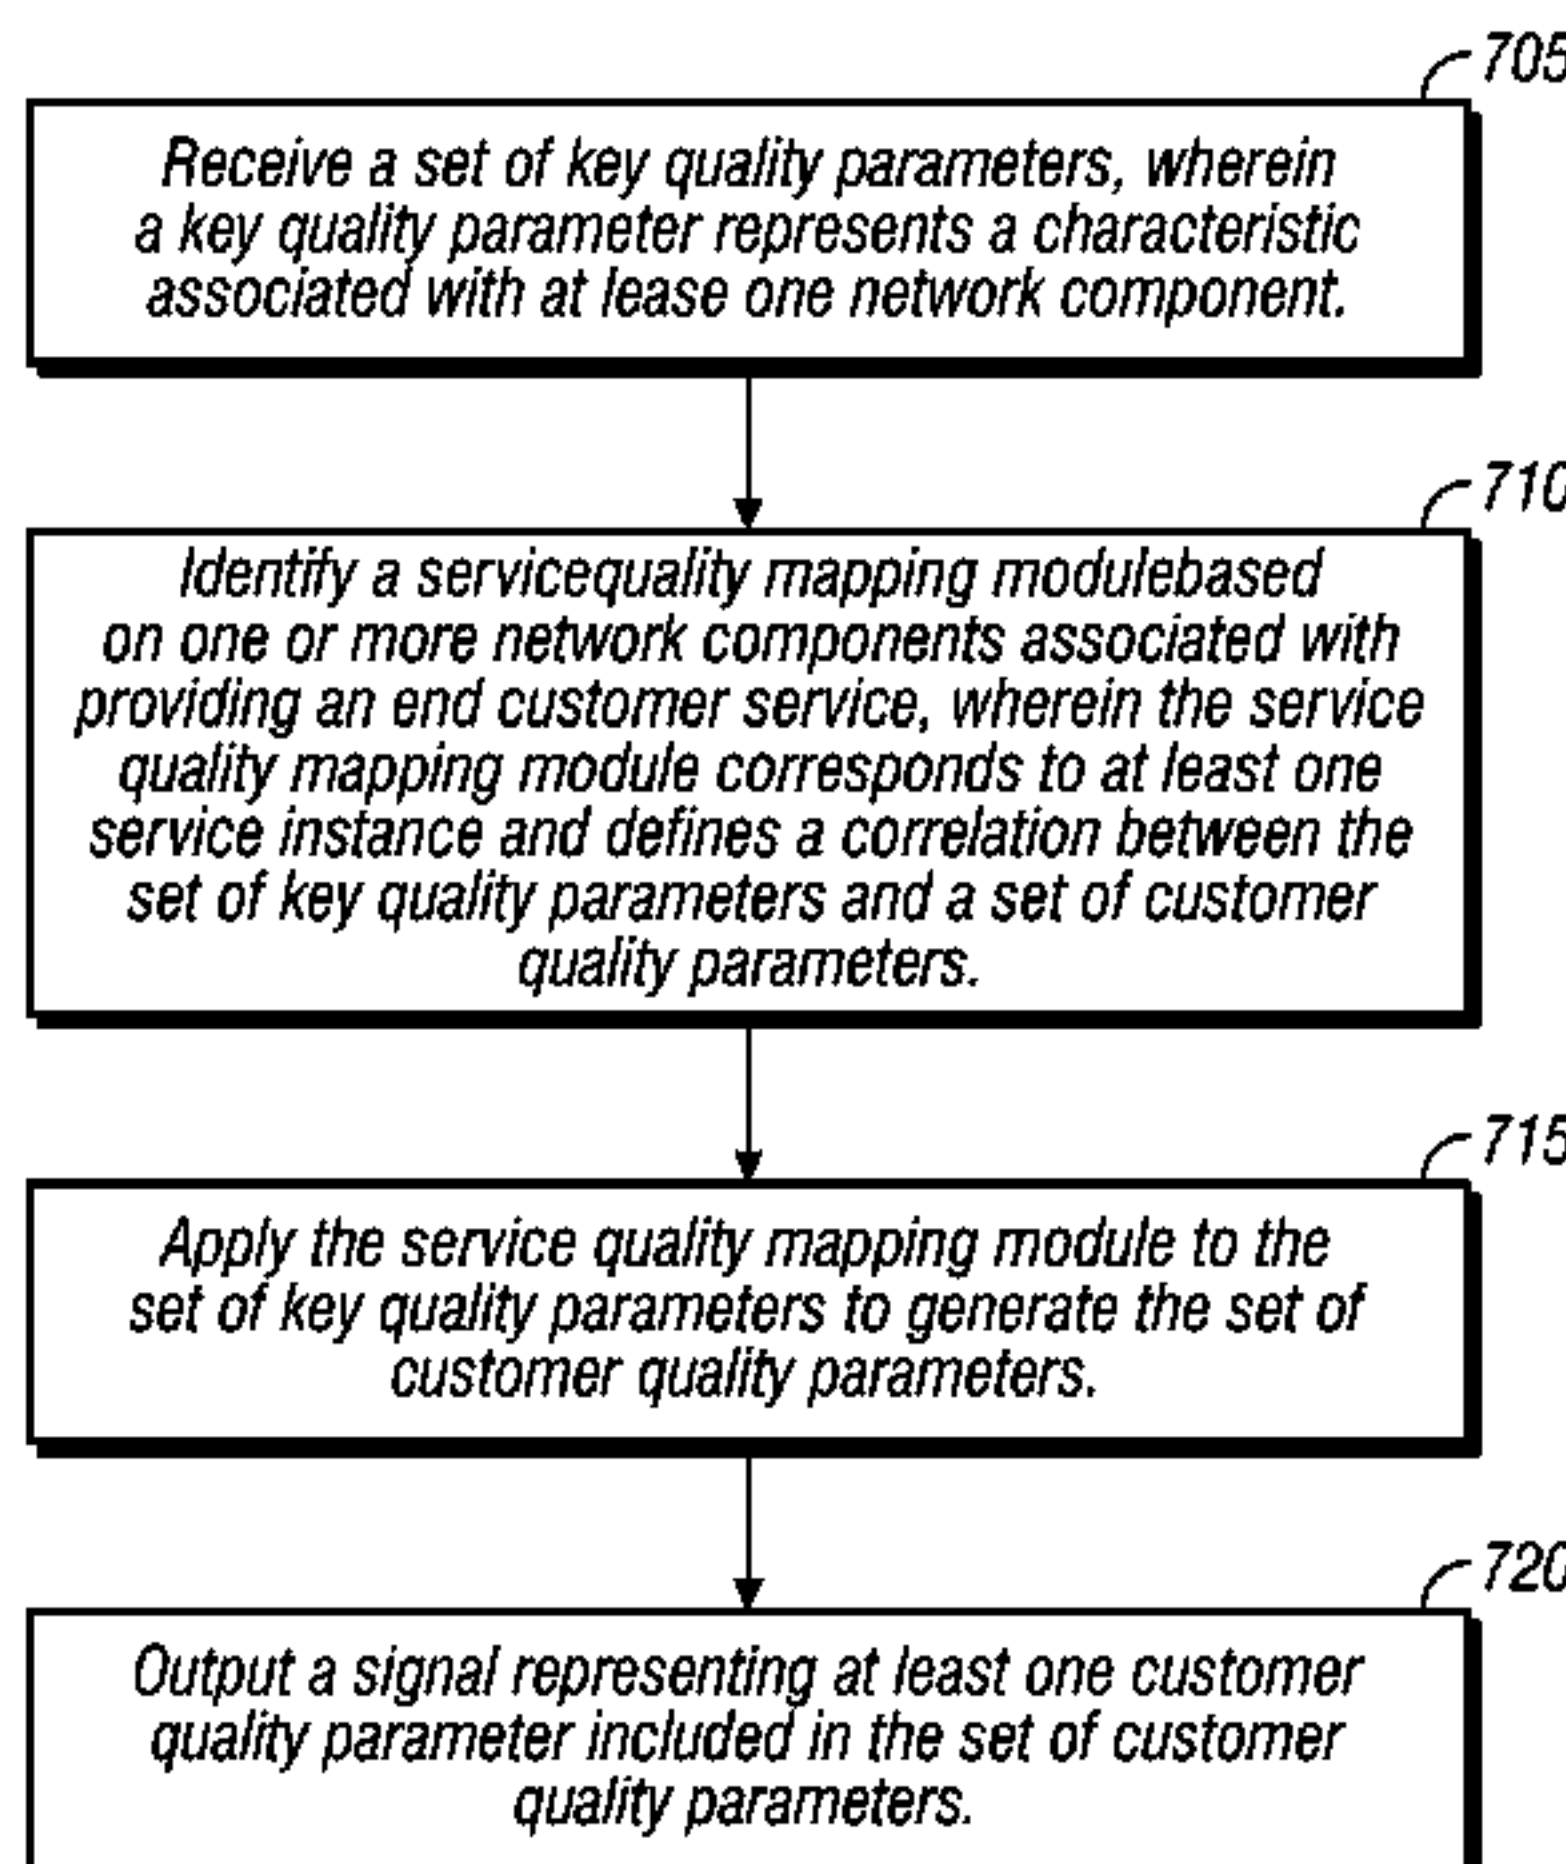 705
Receive a set of key quality parameters, wherein
a key quality parameter represents a characteristic
associated with at lease one network component.
710
Identify a servicequality mapping modulebased
on one or more network components associated with
providing an end customer service, wherein the service
quality mapping module corresponds to at least one
service instance and defines a correlation between the
set of key quality parameters and a set of customer
quality parameters.
715
Apply the service quality mapping module to the
set of key quality parameters to generate the set of
customer quality parameters.
720
Output a signal representing at least one customer
quality parameter included in the set of customer
quality parameters.